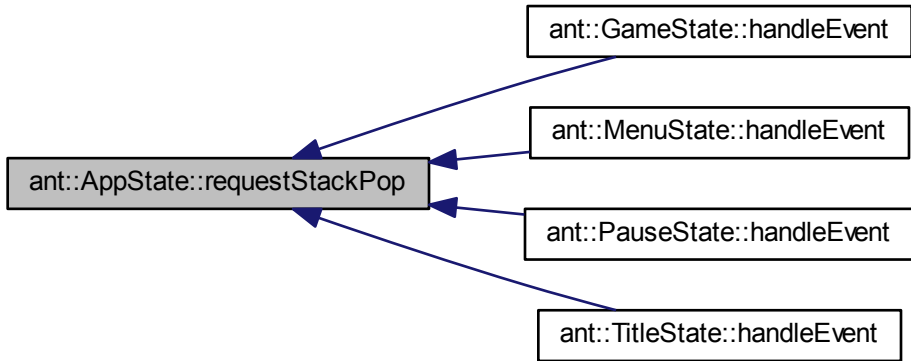 ant::GameState::handleEvent
ant::MenuState::handleEvent
ant::AppState::requestStackPop
ant::PauseState::handleEvent
ant::TitleState::handleEvent